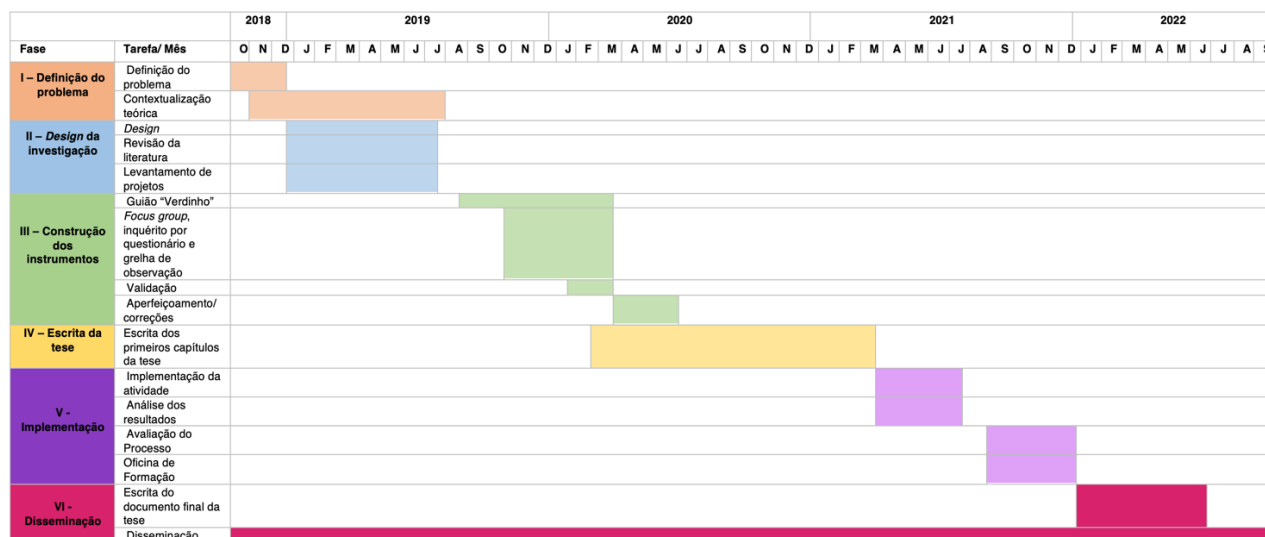 2018 2019 2020 2021 2022
Fase Tarefa/ Mês O N D J F M A M J J A S O N D J F M A M J J A S O N D J F M A M J J A S O N D J F M A M J J A
I – Definição do
problema
Definição do
problema
Contextualização
teórica
II – Design da
investigação
Design
Revisão da
literatura
Levantamento de
projetos
III – Construção
dos
instrumentos
Guião “Verdinho”
Focus group,
inquérito por
questionário e
grelha de
observação
Validação
Aperfeiçoamento/
correções
IV – Escrita da
tese
Escrita dos
primeiros capítulos
da tese
V -
Implementação
Implementação da
atividade
Análise dos
resultados
Avaliação do
Processo
Oficina de
Formação
VI -
Disseminação
Escrita do
documento final da
tese
Disseminação